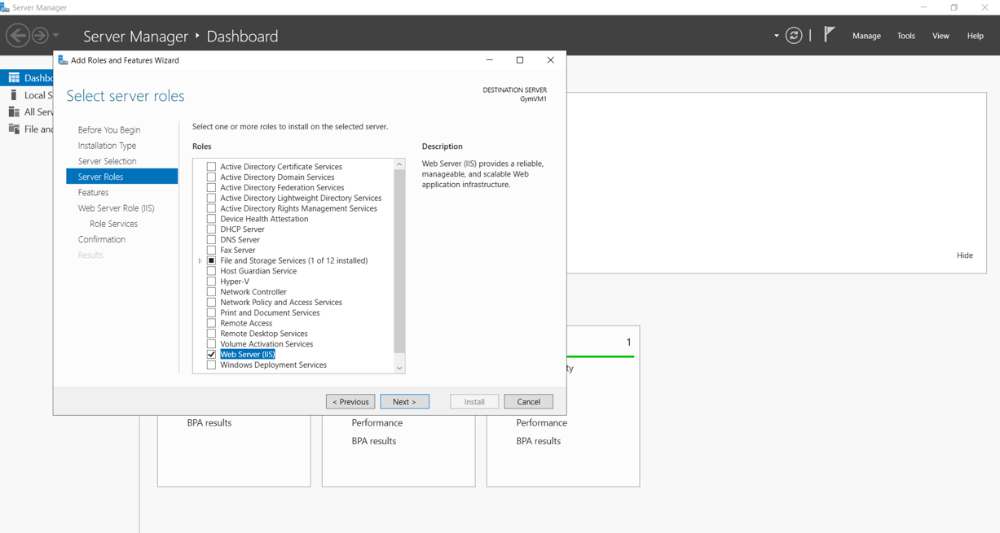 Server Manager
Server Manager ‣ Dashboard
Manage Tools View Help
Dashbo
Local S
All Serv
File and
Add Roles and Features Wizard
Select server roles
DESTINATION SERVER
GymVM1
Before You Begin
Installation Type
Server Selection
Server Roles
Features
Web Server Role (IIS)
Role Services
Confirmation
Results
Select one or more roles to install on the selected server.
Roles
Active Directory Certificate Services
Active Directory Domain Services
Active Directory Federation Services
Active Directory Lightweight Directory Services
Active Directory Rights Management Services
Device Health Attestation
DHCP Server
DNS Server
Fax Server
File and Storage Services (1 of 12 installed)
Host Guardian Service
Hyper-V
Network Controller
Network Policy and Access Services
Print and Document Services
Remote Access
Remote Desktop Services
Volume Activation Services
Web Server (IIS)
Windows Deployment Services
Description
Web Server (IIS) provides a reliable,
manageable, and scalable Web
application infrastructure.
< Previous Next > Install Cancel
Hide
1
ty
BPA results
Performance
BPA results
Performance
BPA results